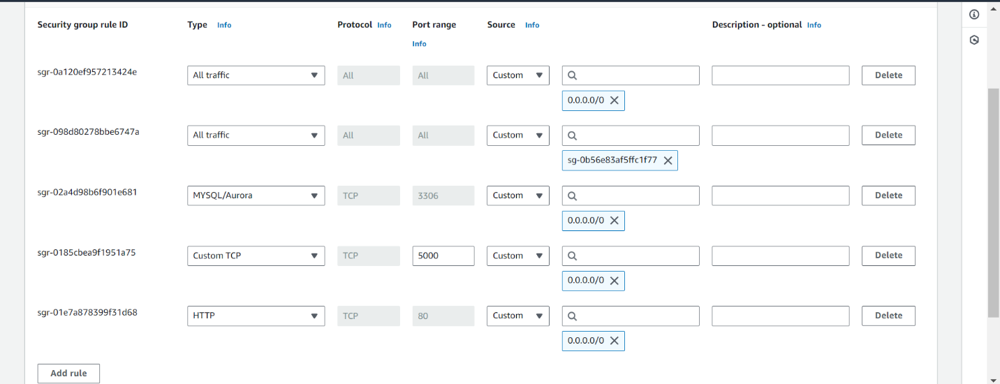 Security group rule ID Type Info Protocol Info Port range Source Info Description - optional Info
Info
sgr-0a120ef957213424e All traffic All All Custom Delete
0.0.0.0/0
sgr-098d80278bbe6747a All traffic All All Custom Delete
sg-0b56e83af5ffc1f77
sgr-02a4d98b6f901e681 MYSQL/Aurora TCP 3306 Custom Delete
0.0.0.0/0
sgr-0185cbea9f1951a75 Custom TCP TCP 5000 Custom Delete
0.0.0.0/0
sgr-01e7a878399f31d68 HTTP TCP 80 Custom Delete
0.0.0.0/0
Add rule